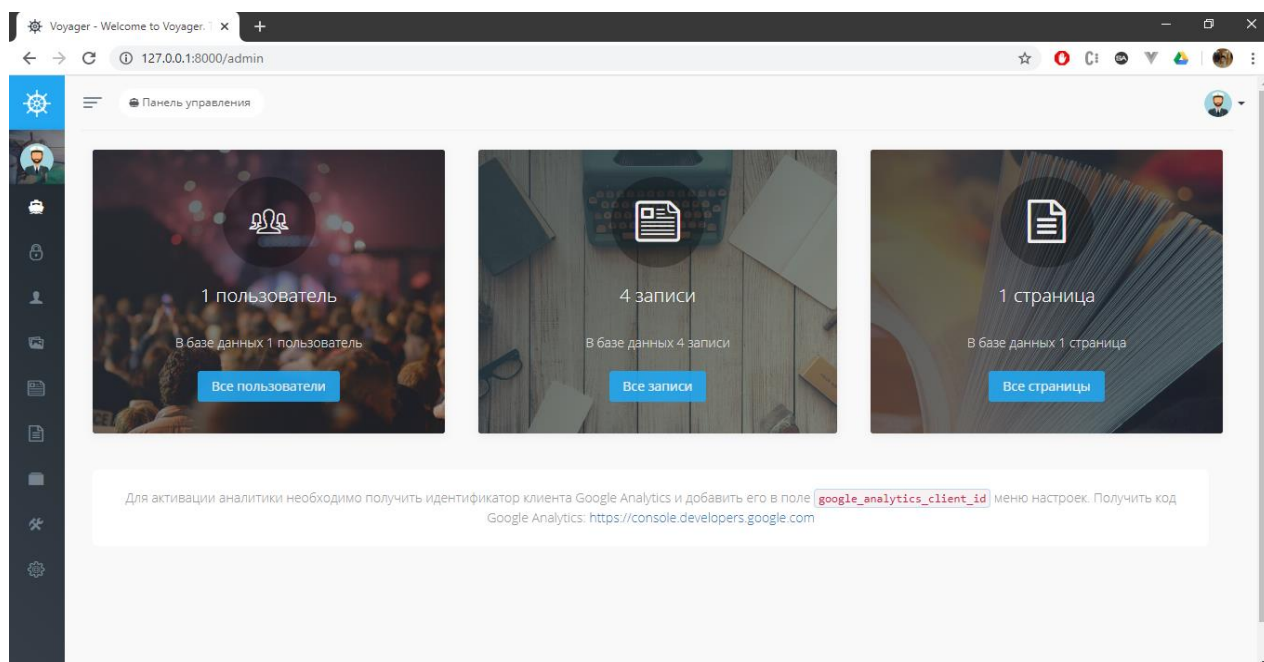 Voyager - Welcome to Voyager. T
127.0.0.1:8000/admin
Панель управления
1 пользователь
В базе данных 1 пользователь
Все пользователи
4 записи
В базе данных 4 записи
Все записи
1 страница
В базе данных 1 страница
Все страницы
Для активации аналитики необходимо получить идентификатор клиента Google Analytics и добавить его в поле google_analytics_client_id меню настроек. Получить код
Google Analytics: https://console.developers.google.com